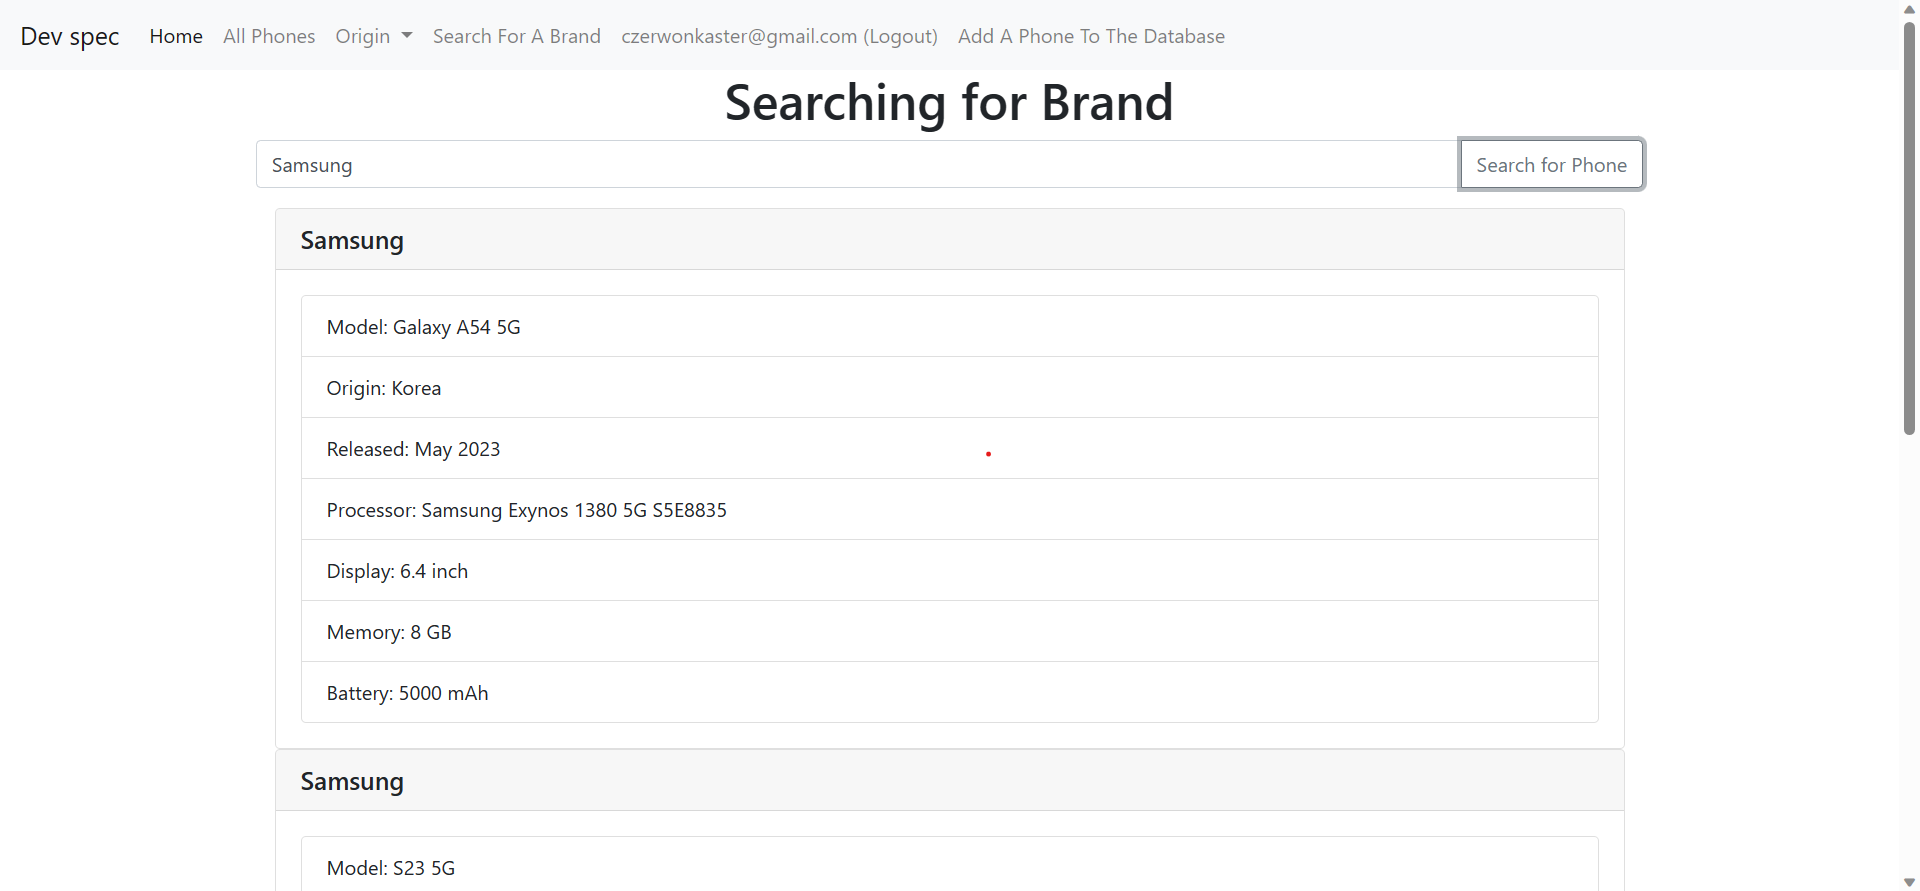 Dev spec Home All Phones Origin Search For A Brand czerwonkaster@gmail.com (Logout) Add A Phone To The Database
Searching for Brand
Samsung Search for Phone
Samsung
Model: Galaxy A54 5G
Origin: Korea
Released: May 2023
Processor: Samsung Exynos 1380 5G S5E8835
Display: 6.4 inch
Memory: 8 GB
Battery: 5000 mAh
Samsung
Model: S23 5G